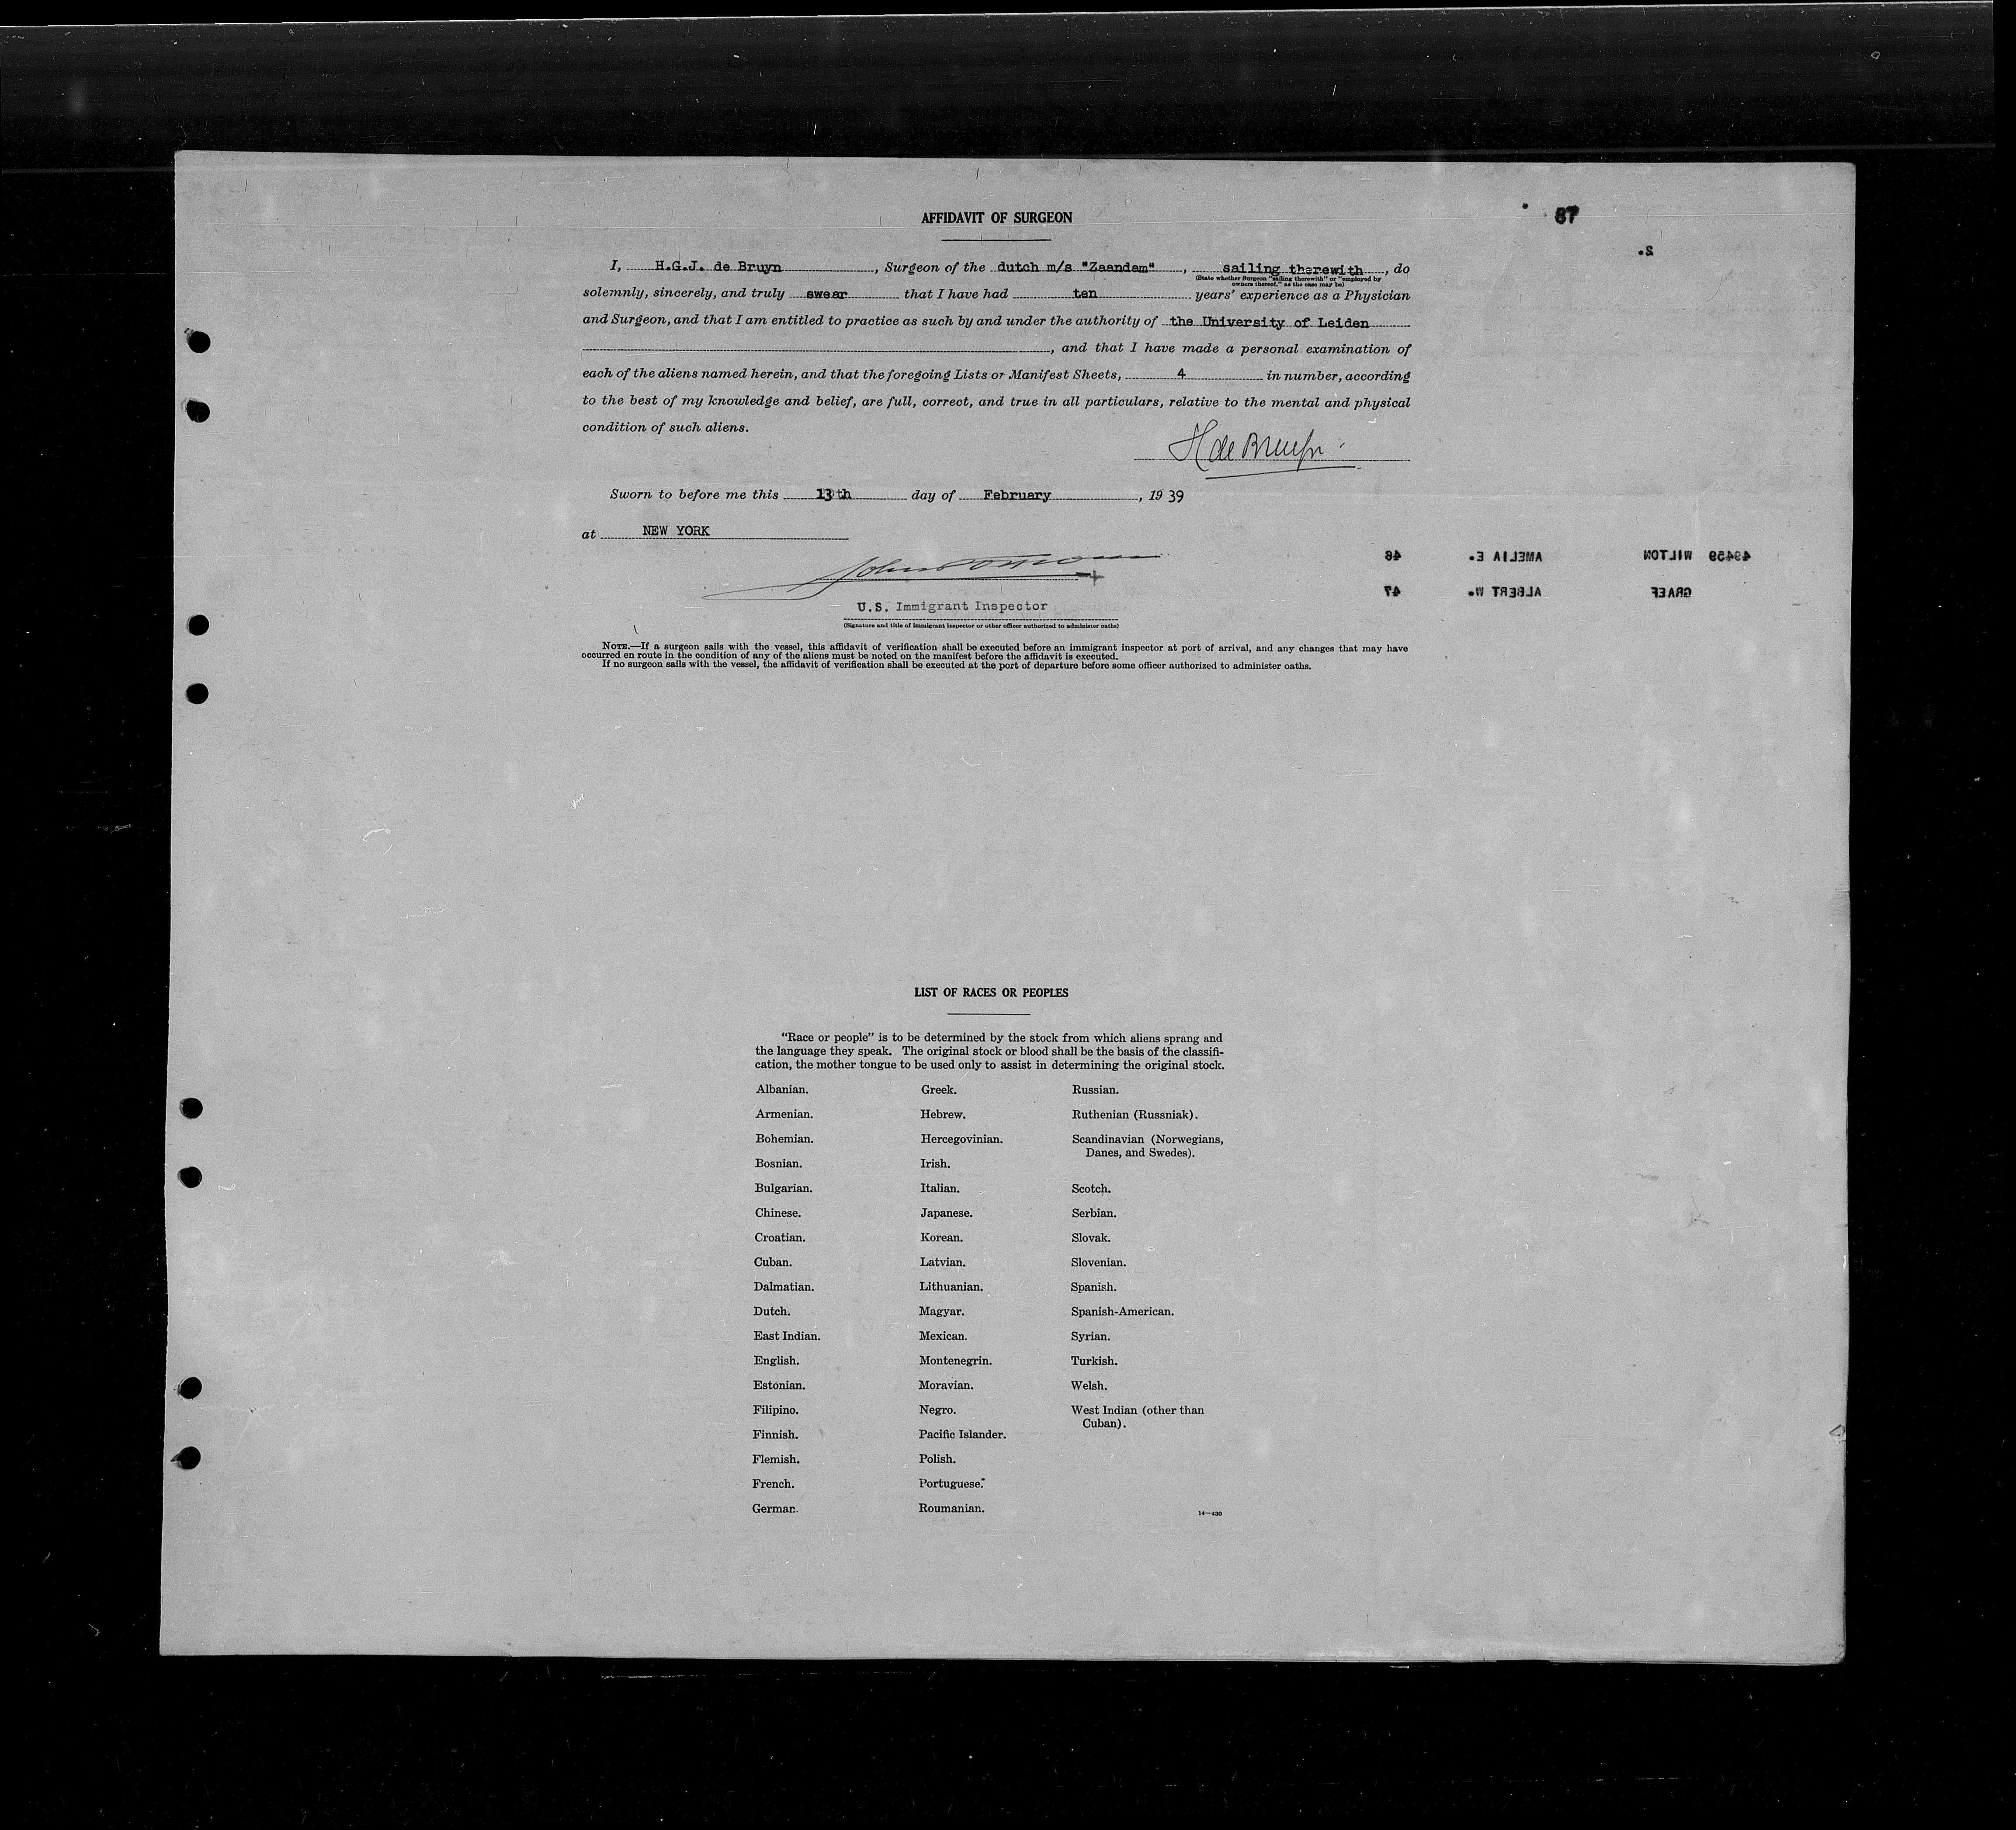 AFFIDAVIT OF SURGEON
87
2.
I, H.G.J. de Bruyn, Surgeon of the dutch m/s "Zaandam", sailing therewith, do
(State whether Surgeon "sailing therewith" or "employed by
owners thereof," as the case may be)
solemnly, sincerely, and truly swear that I have had ten years' experience as a Physician
and Surgeon, and that I am entitled to practice as such by and under the authority of the University of Leiden
, and that I have made a personal examination of
each of the aliens named herein, and that the foregoing Lists or Manifest Sheets, 4 in number, according
to the best of my knowledge and belief, are full, correct, and true in all particulars, relative to the mental and physical
condition of such aliens.
H de Bruyn
Sworn to before me this 13th day of February, 1939
at NEW YORK
49459 WILTON AMELIA E. 46
GRAEF ALBERT W. 47
U.S. Immigrant Inspector
(Signature and title of immigrant inspector or other officer authorized to administer oaths)
NOTE.—If a surgeon sails with the vessel, this affidavit of verification shall be executed before an immigrant inspector at port of arrival, and any changes that may have
occurred en route in the condition of any of the aliens must be noted on the manifest before the affidavit is executed.
If no surgeon sails with the vessel, the affidavit of verification shall be executed at the port of departure before some officer authorized to administer oaths.
LIST OF RACES OR PEOPLES
"Race or people" is to be determined by the stock from which aliens sprang and
the language they speak. The original stock or blood shall be the basis of the classifi-
cation, the mother tongue to be used only to assist in determining the original stock.
Albanian.
Armenian.
Bohemian.
Bosnian.
Bulgarian.
Chinese.
Croatian.
Cuban.
Dalmatian.
Dutch.
East Indian.
English.
Estonian.
Filipino.
Finnish.
Flemish.
French.
German.
Greek.
Hebrew.
Hercegovinian.
Irish.
Italian.
Japanese.
Korean.
Latvian.
Lithuanian.
Magyar.
Mexican.
Montenegrin.
Moravian.
Negro.
Pacific Islander.
Polish.
Portuguese.
Roumanian.
Russian.
Ruthenian (Russniak).
Scandinavian (Norwegians,
Danes, and Swedes).
Scotch.
Serbian.
Slovak.
Slovenian.
Spanish.
Spanish-American.
Syrian.
Turkish.
Welsh.
West Indian (other than
Cuban).
14—430